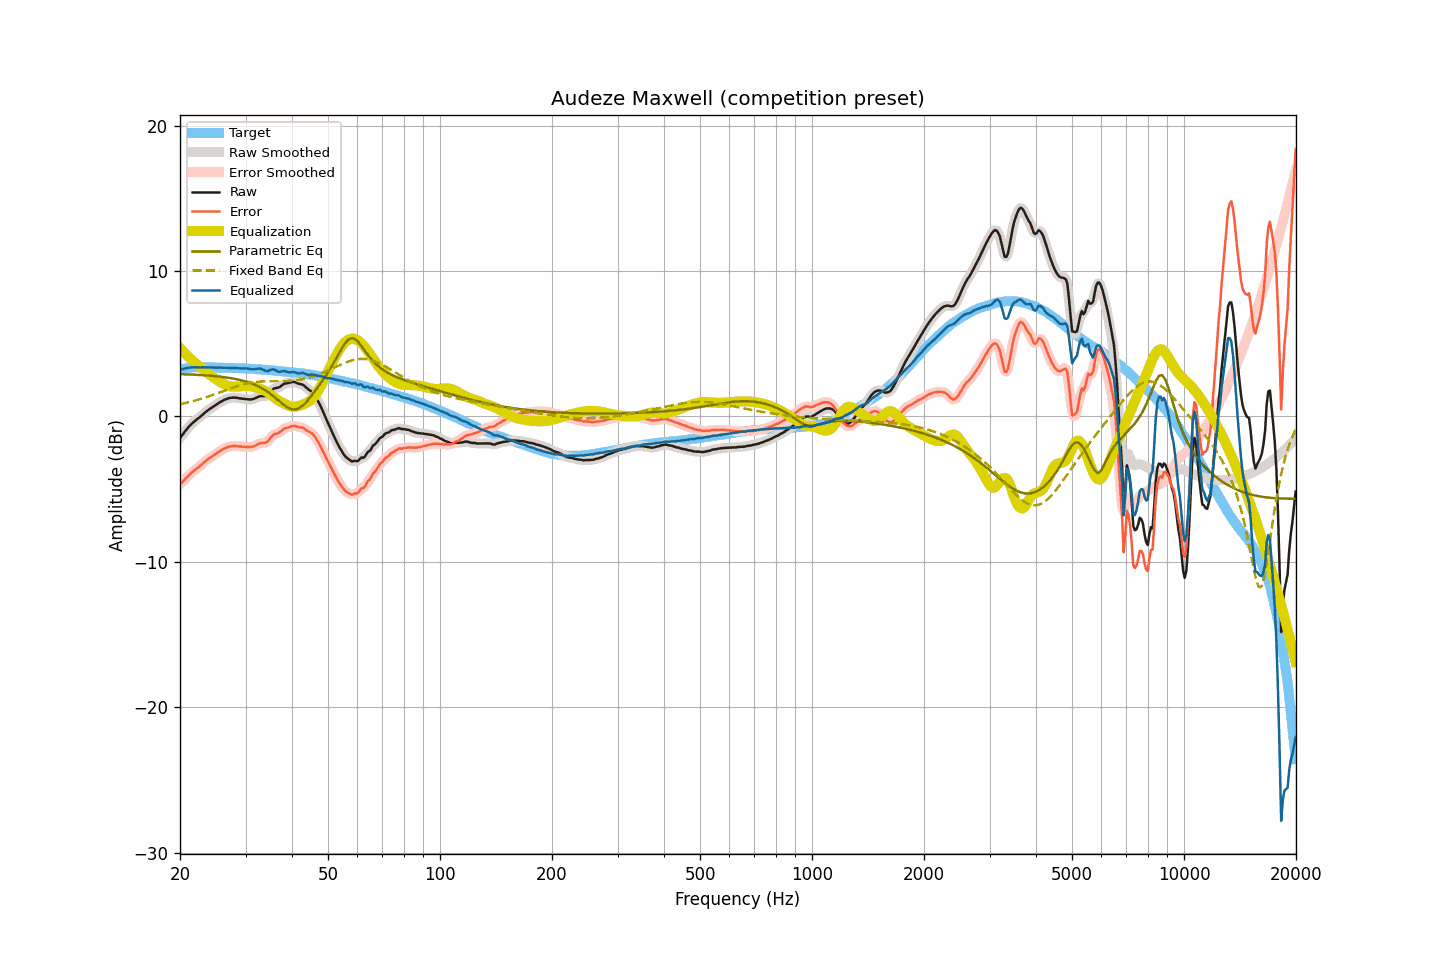 Audeze Maxwell (competition preset)
Target
Raw Smoothed
Error Smoothed
Raw
Error
Equalization
Parametric Eq
Fixed Band Eq
Equalized
20
10
0
−10
−20
−30
Amplitude (dBr)
20 50 100 200 500 1000 2000 5000 10000 20000
Frequency (Hz)